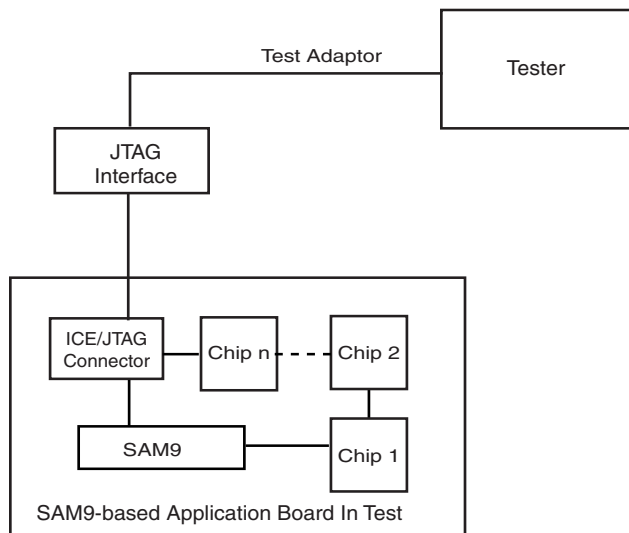 Test Adaptor
Tester
JTAG
Interface
ICE/JTAG
Connector
Chip n
Chip 2
SAM9
Chip 1
SAM9-based Application Board In Test